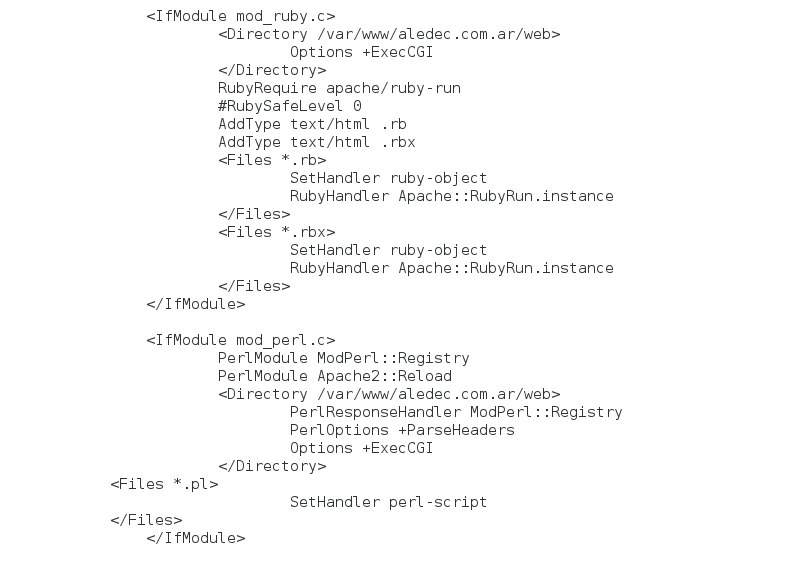 <IfModule mod_ruby.c>
<Directory /var/www/aledec.com.ar/web>
Options +ExecCGI
</Directory>
RubyRequire apache/ruby-run
#RubySafeLevel 0
AddType text/html .rb
AddType text/html .rbx
<Files *.rb>
SetHandler ruby-object
RubyHandler Apache::RubyRun.instance
</Files>
<Files *.rbx>
SetHandler ruby-object
RubyHandler Apache::RubyRun.instance
</Files>
</IfModule>
<IfModule mod_perl.c>
PerlModule ModPerl::Registry
PerlModule Apache2::Reload
<Directory /var/www/aledec.com.ar/web>
PerlResponseHandler ModPerl::Registry
PerlOptions +ParseHeaders
Options +ExecCGI
</Directory>
<Files *.pl>
SetHandler perl-script
</Files>
</IfModule>